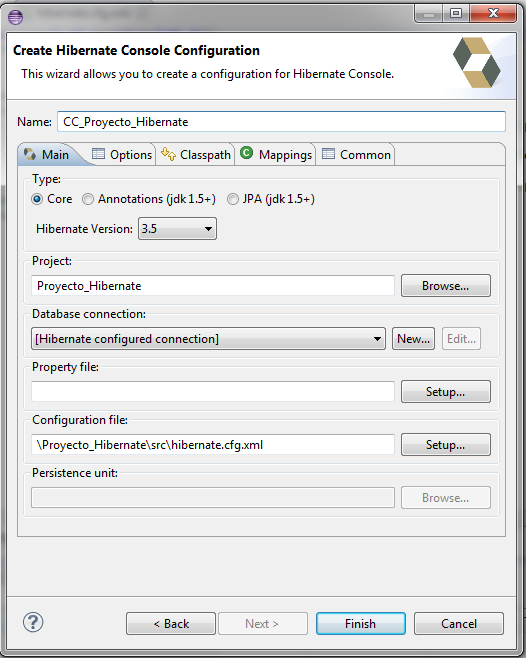 Create Hibernate Console Configuration
This wizard allows you to create a configuration for Hibernate Console.
Name: CC_Proyecto_Hibernate
Main Options Classpath Mappings Common
Type:
Core Annotations (jdk 1.5+) JPA (jdk 1.5+)
Hibernate Version: 3.5
Project:
Proyecto_Hibernate Browse...
Database connection:
[Hibernate configured connection] New... Edit...
Property file:
Setup...
Configuration file:
\Proyecto_Hibernate\src\hibernate.cfg.xml Setup...
Persistence unit:
Browse...
? < Back Next > Finish Cancel